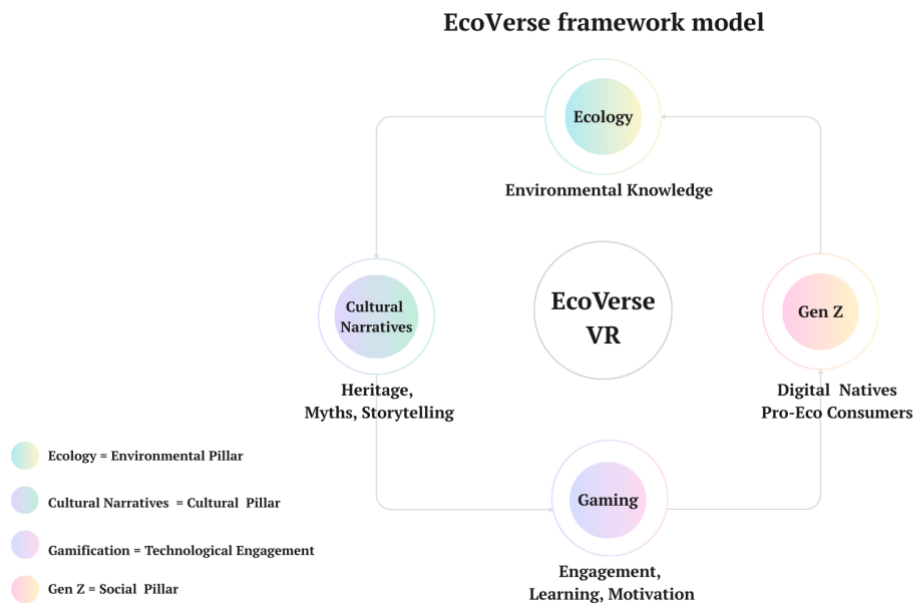 EcoVerse framework model
Ecology
Environmental Knowledge
Cultural
Narratives
Heritage,
Myths, Storytelling
EcoVerse
VR
Gen Z
Digital Natives
Pro-Eco Consumers
Gaming
Engagement,
Learning, Motivation
Ecology = Environmental Pillar
Cultural Narratives = Cultural Pillar
Gamification = Technological Engagement
Gen Z = Social Pillar